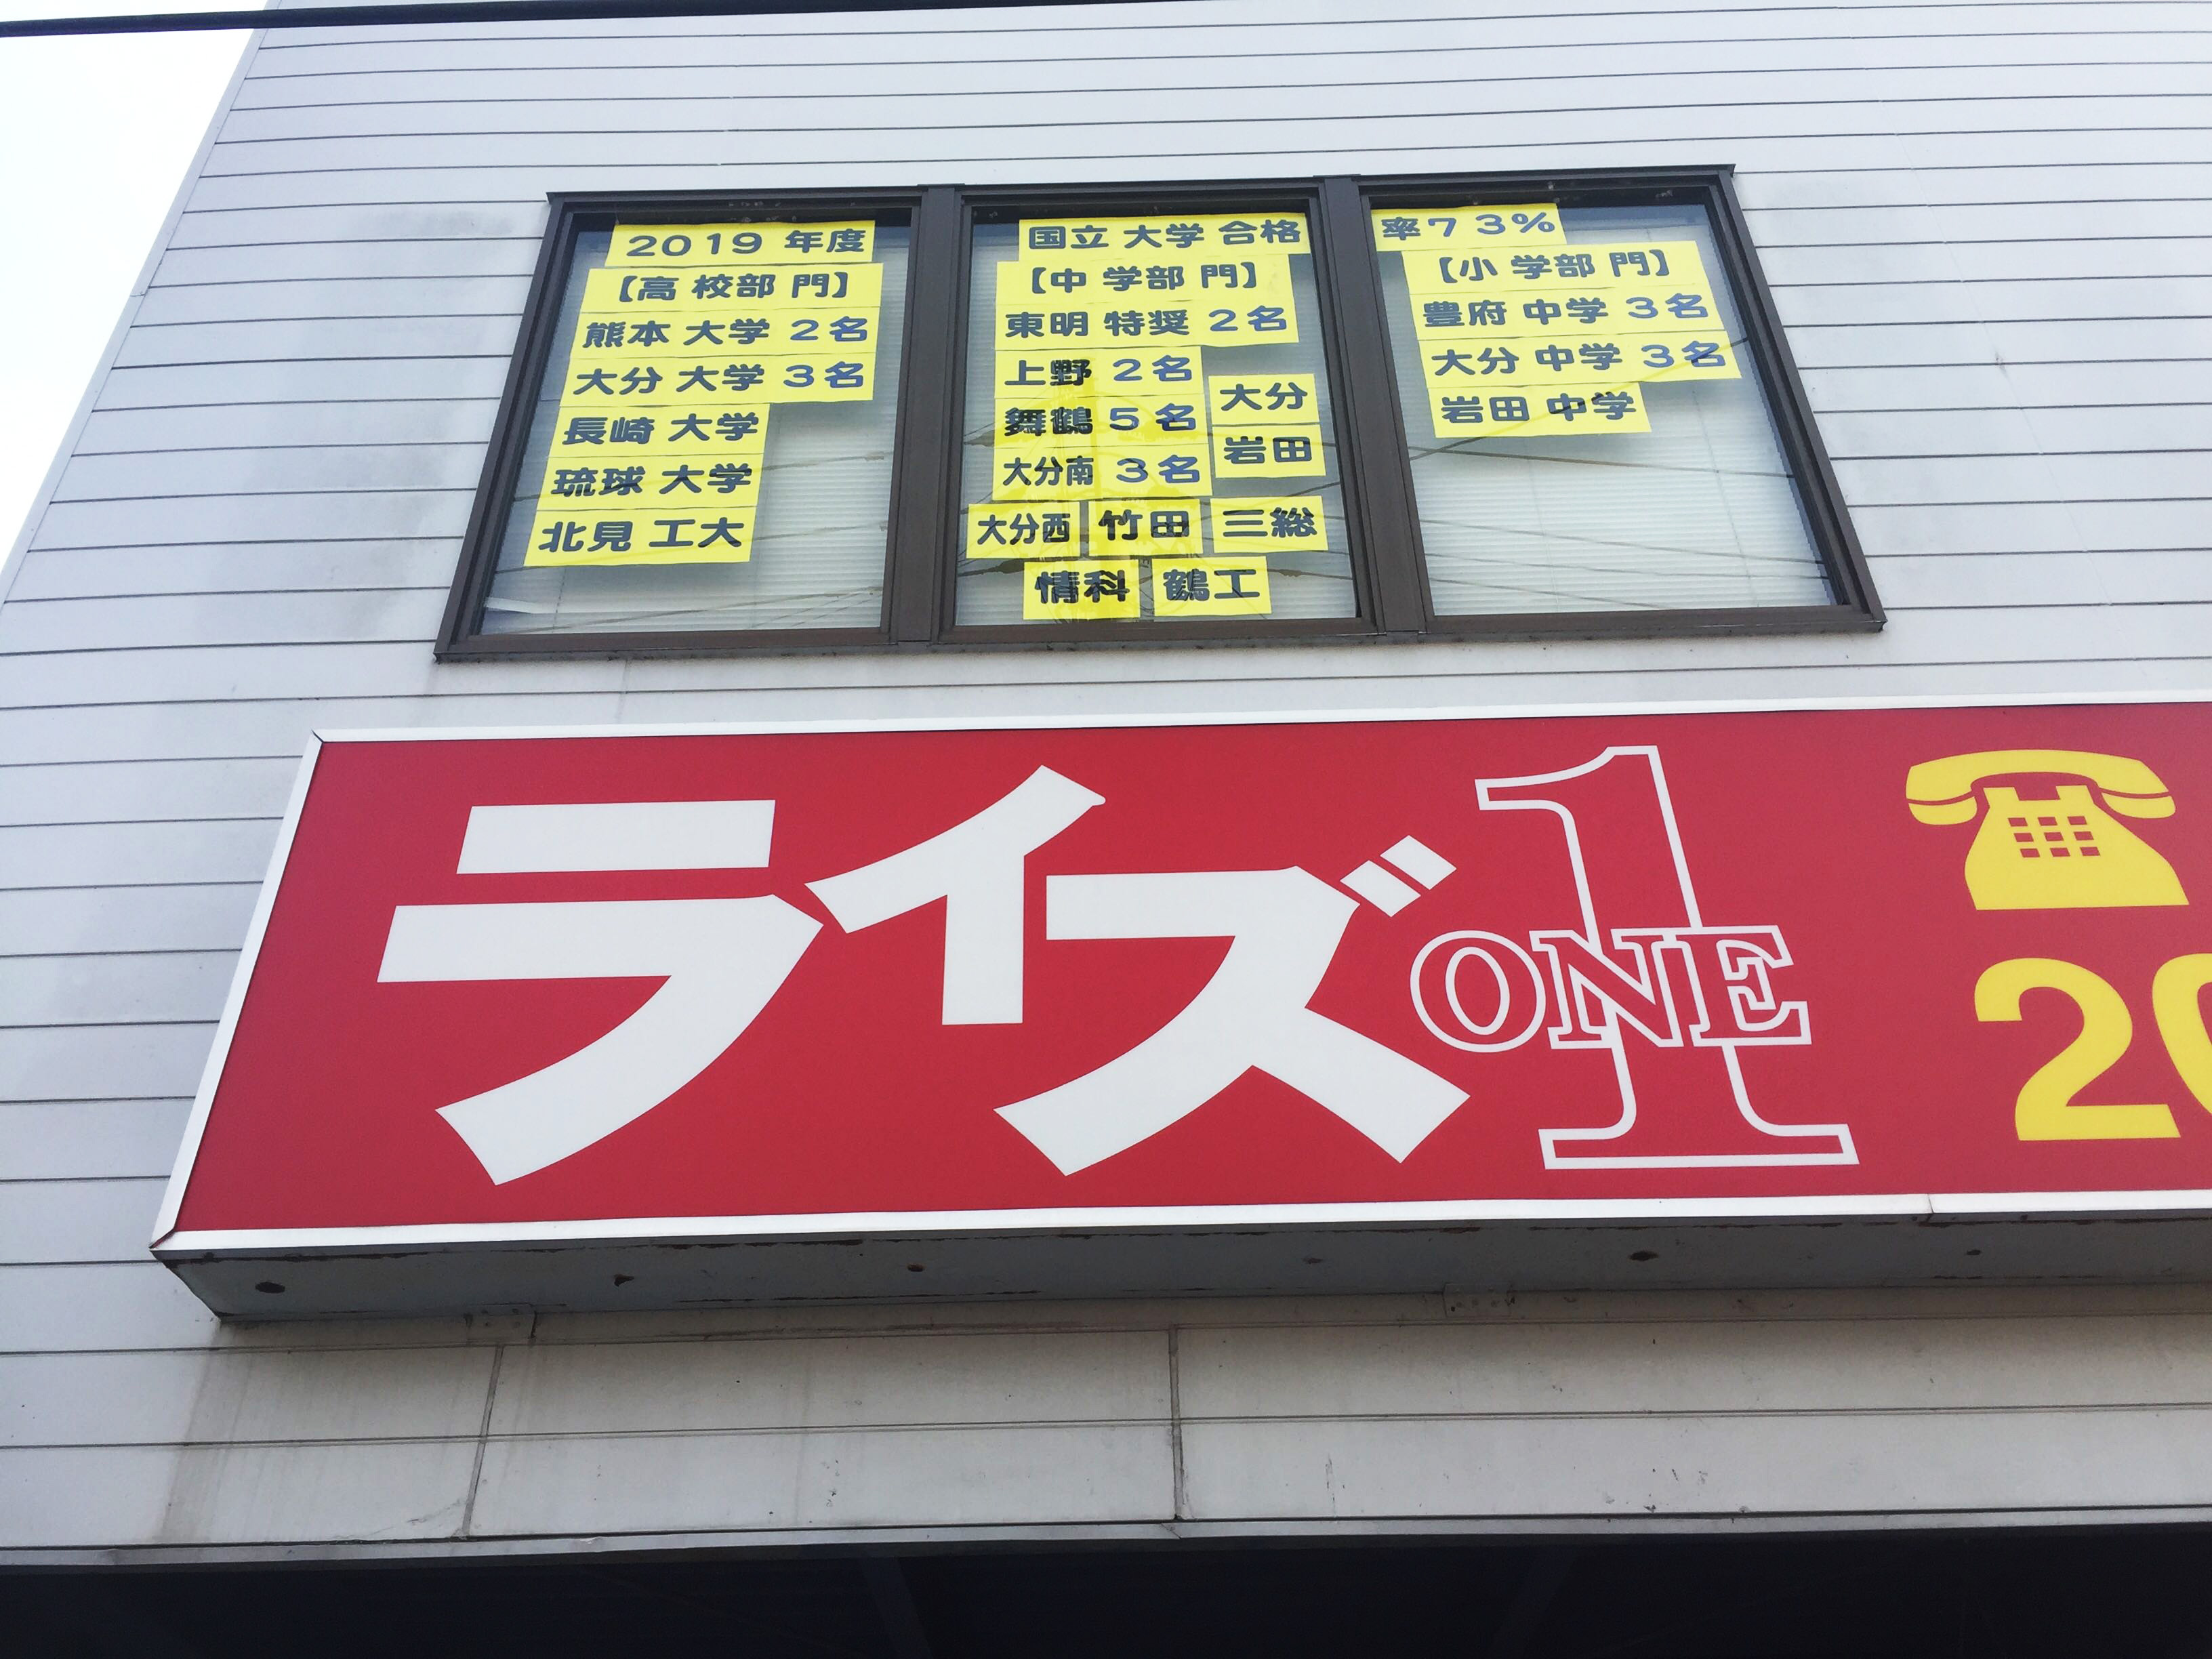 2019 年度 国立 大学 合格 率73%
【高 校部 門】
熊本 大学 2名
大分 大学 3名
長崎 大学
琉球 大学
北見 工大
【中 学部 門】
東明 特奨 2名
上野 2名
舞鶴 5名
大分南 3名
大分
岩田
大分西 竹田 三総
情科 鶴工
【小 学部 門】
豊府 中学 3名
大分 中学 3名
岩田 中学
ライズ1
ONE
20